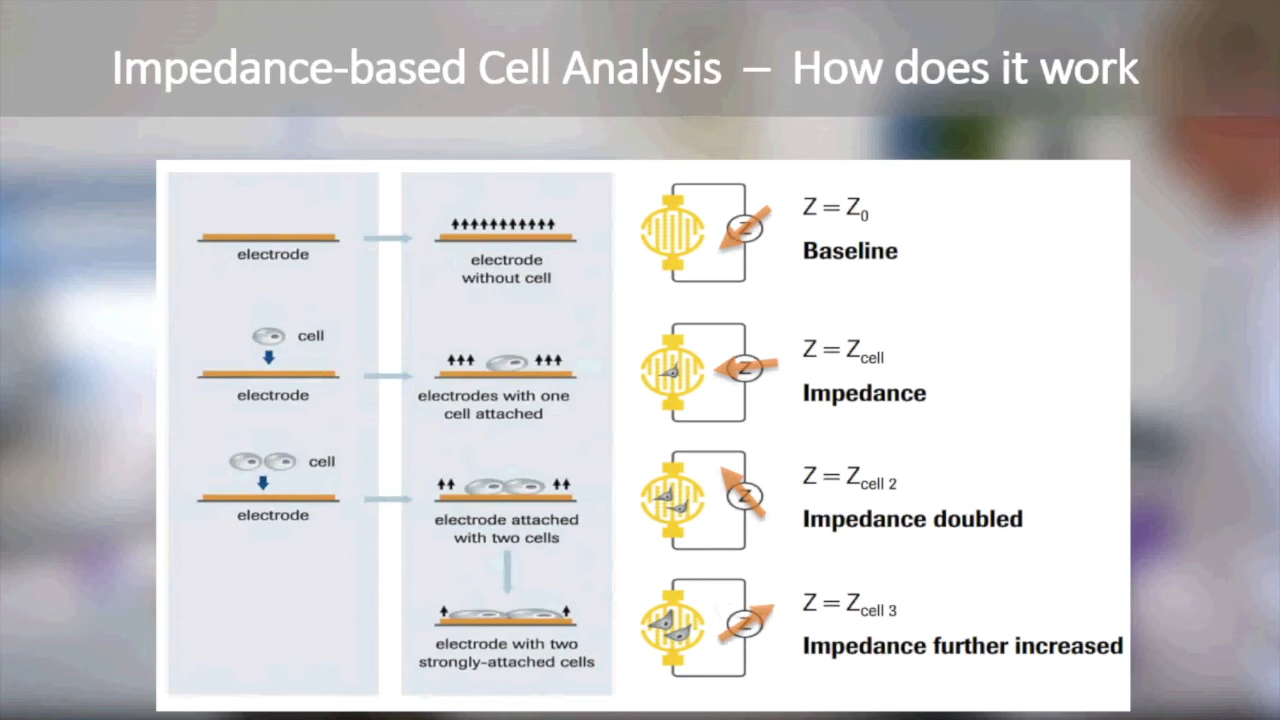 Impedance-based Cell Analysis – How does it work
electrode
electrode
without cell
Z
Z = Z0
Baseline
cell
electrode
electrodes with one
cell attached
Z
Z = Zcell
Impedance
cell
electrode
electrode attached
with two cells
Z
Z = Zcell 2
Impedance doubled
electrode with two
strongly-attached cells
Z
Z = Zcell 3
Impedance further increased